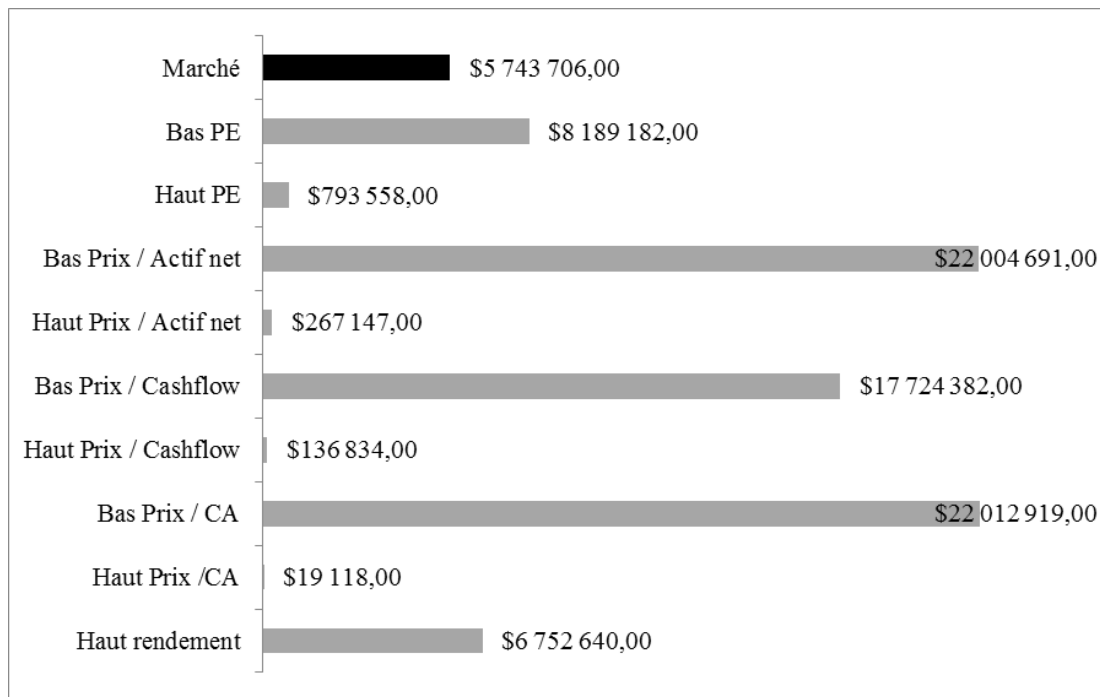 Marché $5 743 706,00
Bas PE $8 189 182,00
Haut PE $793 558,00
Bas Prix / Actif net $22 004 691,00
Haut Prix / Actif net $267 147,00
Bas Prix / Cashflow $17 724 382,00
Haut Prix / Cashflow $136 834,00
Bas Prix / CA $22 012 919,00
Haut Prix /CA $19 118,00
Haut rendement $6 752 640,00